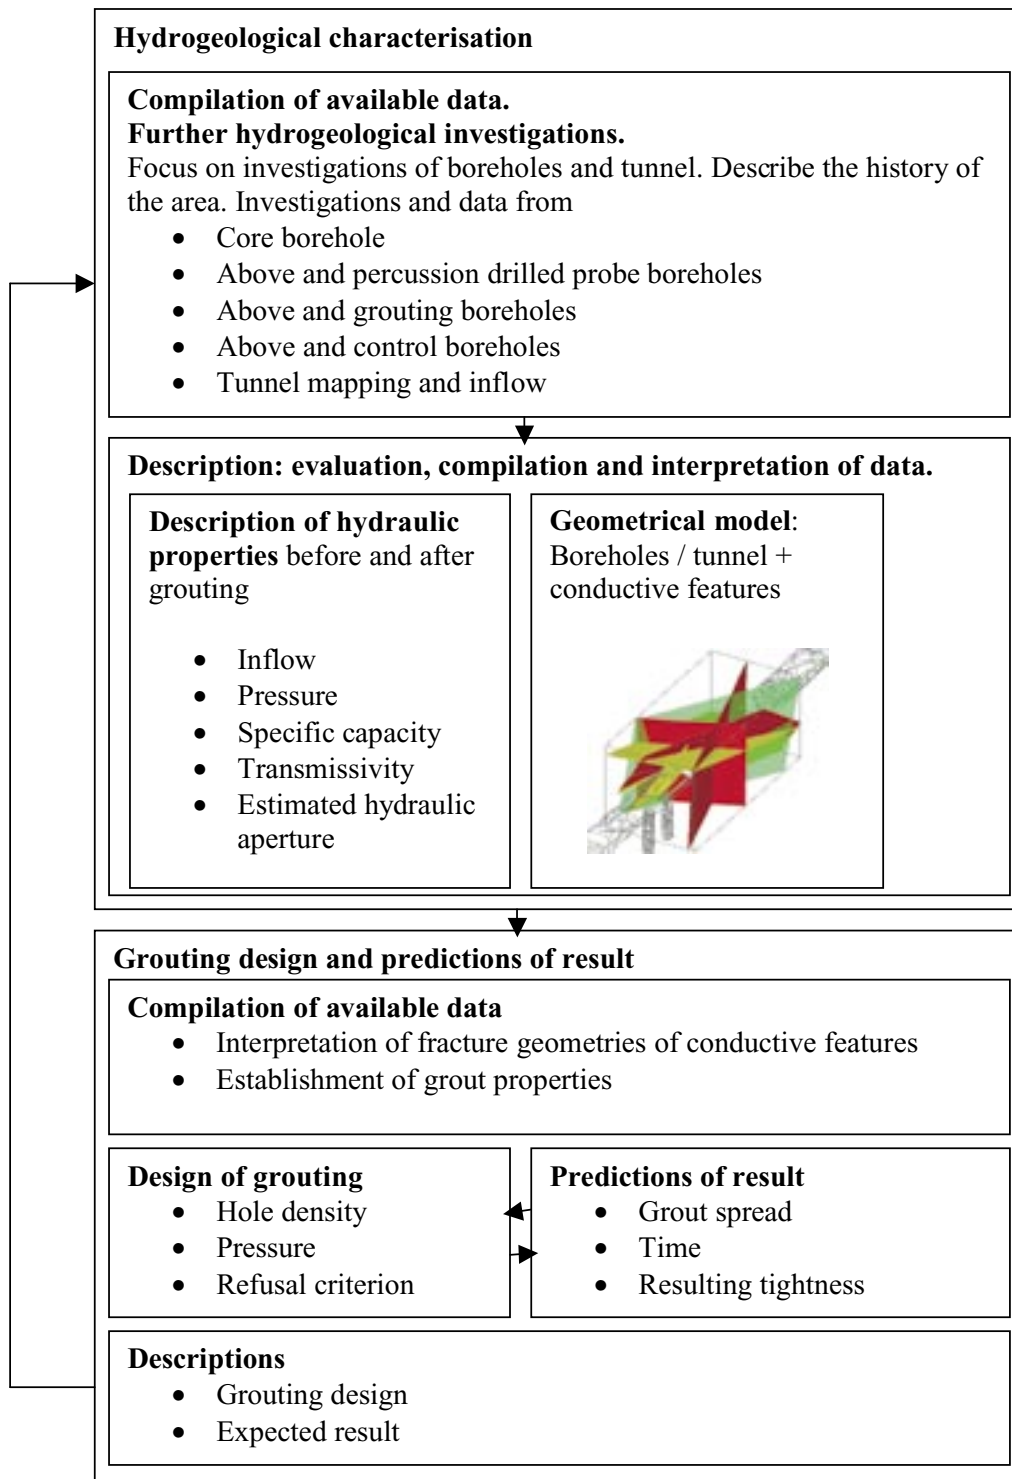 Hydrogeological characterisation
Compilation of available data.
Further hydrogeological investigations.
Focus on investigations of boreholes and tunnel. Describe the history of
the area. Investigations and data from
• Core borehole
• Above and percussion drilled probe boreholes
• Above and grouting boreholes
• Above and control boreholes
• Tunnel mapping and inflow
Description: evaluation, compilation and interpretation of data.
Description of hydraulic
properties before and after
grouting
• Inflow
• Pressure
• Specific capacity
• Transmissivity
• Estimated hydraulic
aperture
Geometrical model:
Boreholes / tunnel +
conductive features
Grouting design and predictions of result
Compilation of available data
• Interpretation of fracture geometries of conductive features
• Establishment of grout properties
Design of grouting
• Hole density
• Pressure
• Refusal criterion
Predictions of result
• Grout spread
• Time
• Resulting tightness
Descriptions
• Grouting design
• Expected result